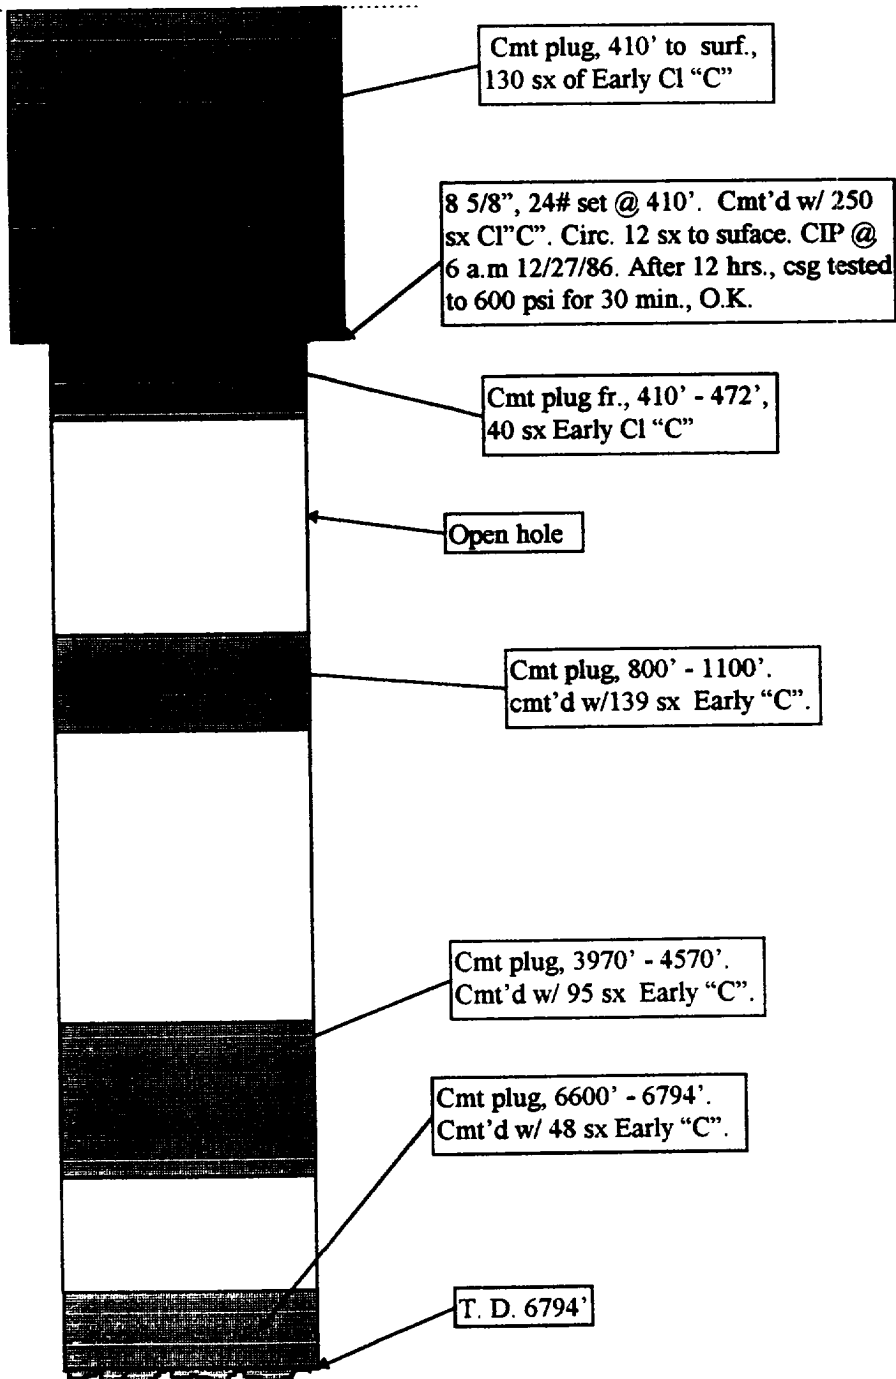 Cmt plug, 410' to surf.,
130 sx of Early Cl “C”
8 5/8”, 24# set @ 410'. Cmt'd w/ 250
sx Cl”C”. Circ. 12 sx to suface. CIP @
6 a.m 12/27/86. After 12 hrs., csg tested
to 600 psi for 30 min., O.K.
Cmt plug fr., 410' - 472',
40 sx Early Cl “C”
Open hole
Cmt plug, 800' - 1100'.
cmt'd w/139 sx Early “C”.
Cmt plug, 3970' - 4570'.
Cmt'd w/ 95 sx Early “C”.
Cmt plug, 6600' - 6794'.
Cmt'd w/ 48 sx Early “C”.
T. D. 6794'